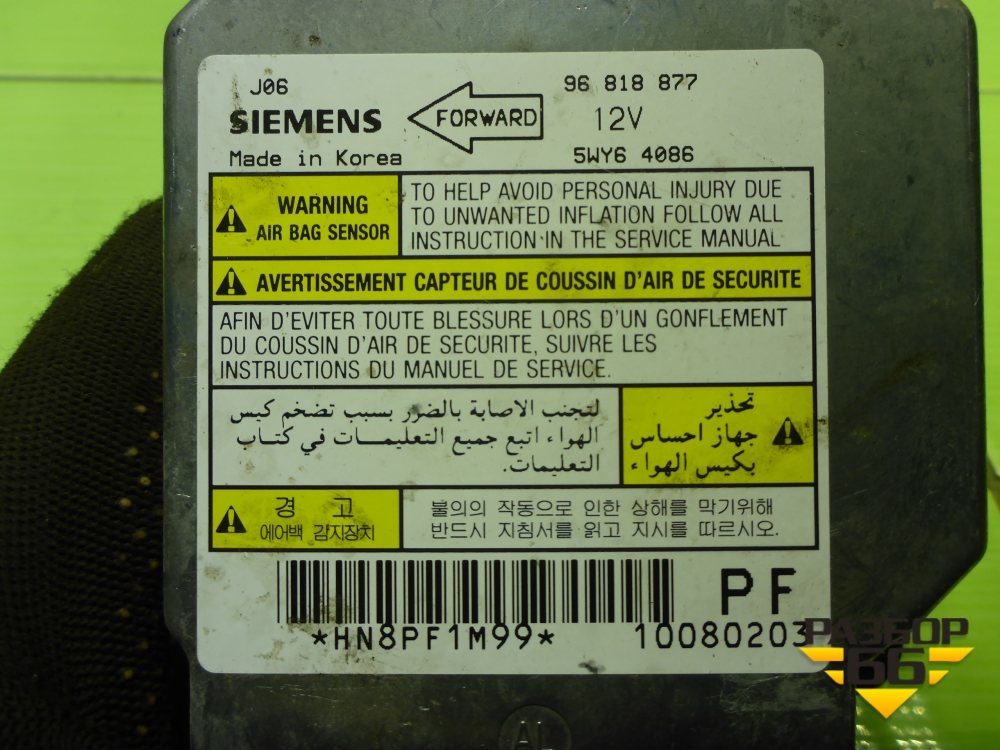 J06
96 818 877
SIEMENS
FORWARD
12V
Made in Korea
5WY6 4086
WARNING
AIR BAG SENSOR
TO HELP AVOID PERSONAL INJURY DUE
TO UNWANTED INFLATION FOLLOW ALL
INSTRUCTION IN THE SERVICE MANUAL
AVERTISSEMENT CAPTEUR DE COUSSIN D'AIR DE SECURITE
AFIN D'EVITER TOUTE BLESSURE LORS D'UN GONFLEMENT
DU COUSSIN D'AIR DE SECURITE, SUIVRE LES
INSTRUCTIONS DU MANUEL DE SERVICE.
تحذير
جهاز احساس
بكيس الهواء
لتجنب الاصابة بالضرر بسبب تضخم كيس
الهواء اتبع جميع التعليمات في كتاب
التعليمات.
경 고
에어백 감지장치
불의의 작동으로 인한 상해를 막기위해
반드시 지침서를 읽고 지시를 따르시오.
PF
*HN8PF1M99*
10080203
РАЗБОР
66